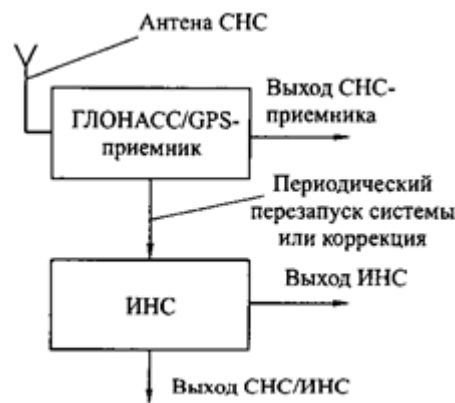 Антена СНС
Выход СНС-
приемника
ГЛОНАСС/GPS-
приемник
Периодический
перезапуск системы
или коррекция
Выход ИНС
ИНС
Выход СНС/ИНС